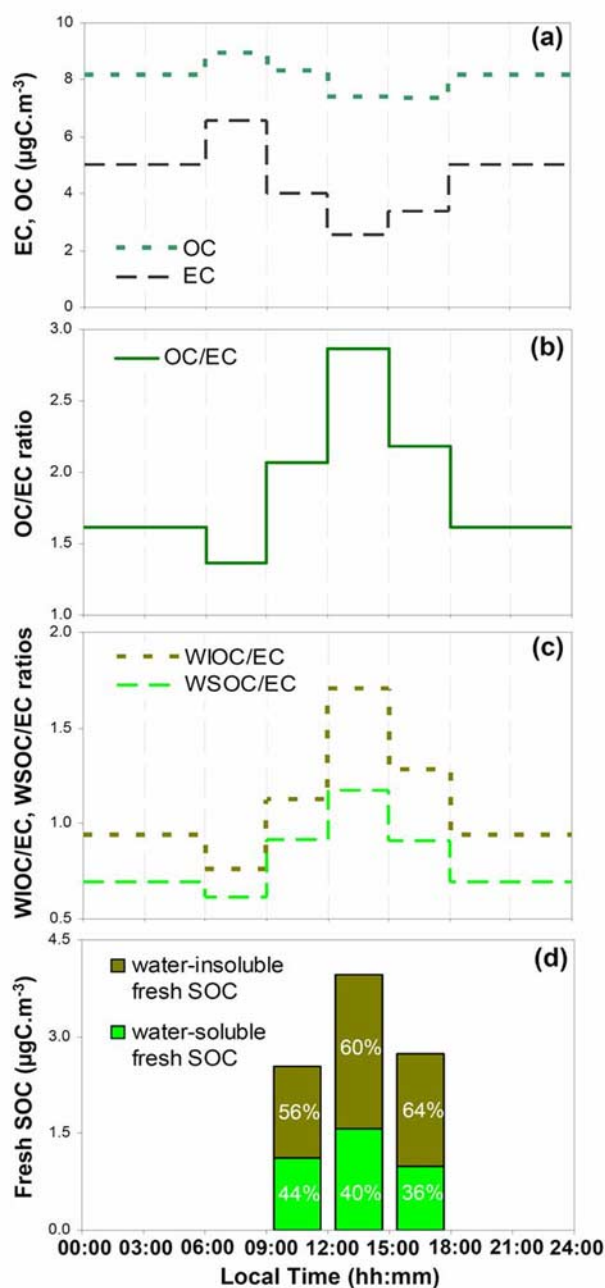 (a)
EC, OC (µgC.m-3)
10
8
6
4
2
0
OC
EC
(b)
OC/EC ratio
3.0
2.5
2.0
1.5
1.0
OC/EC
(c)
WIOC/EC, WSOC/EC ratios
2.0
1.5
1.0
0.5
WIOC/EC
WSOC/EC
(d)
Fresh SOC (µgC.m-3)
4.5
3.0
1.5
0.0
water-insoluble
fresh SOC
water-soluble
fresh SOC
56%
60%
64%
44%
40%
36%
00:00 03:00 06:00 09:00 12:00 15:00 18:00 21:00 24:00
Local Time (hh:mm)